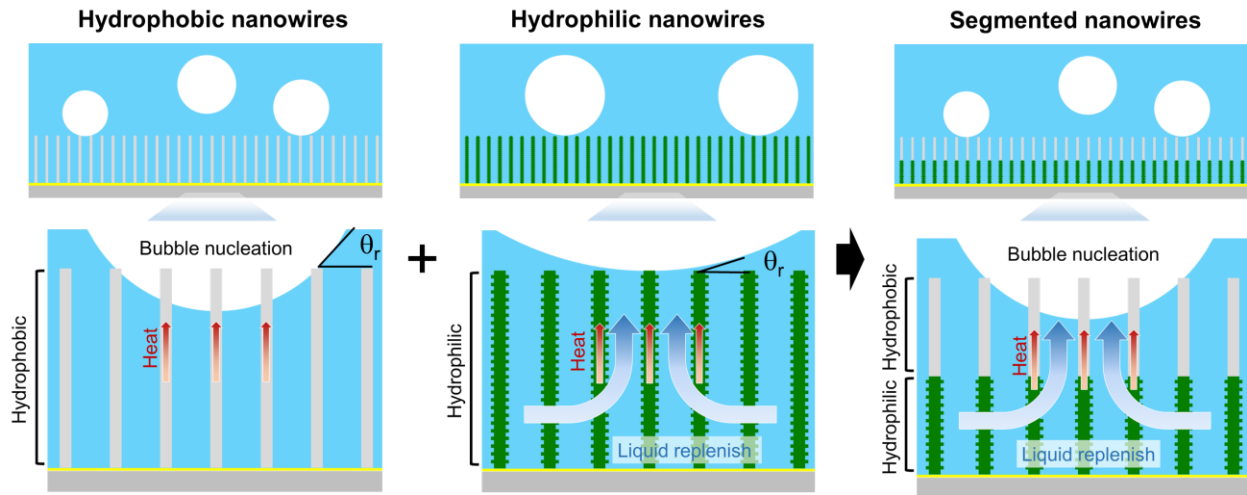 Hydrophobic nanowires
Hydrophilic nanowires
Segmented nanowires
Bubble nucleation
θr
Hydrophobic
Heat
+
θr
Hydrophilic
Heat
Liquid replenish
Bubble nucleation
Hydrophobic
Hydrophilic
Heat
Liquid replenish